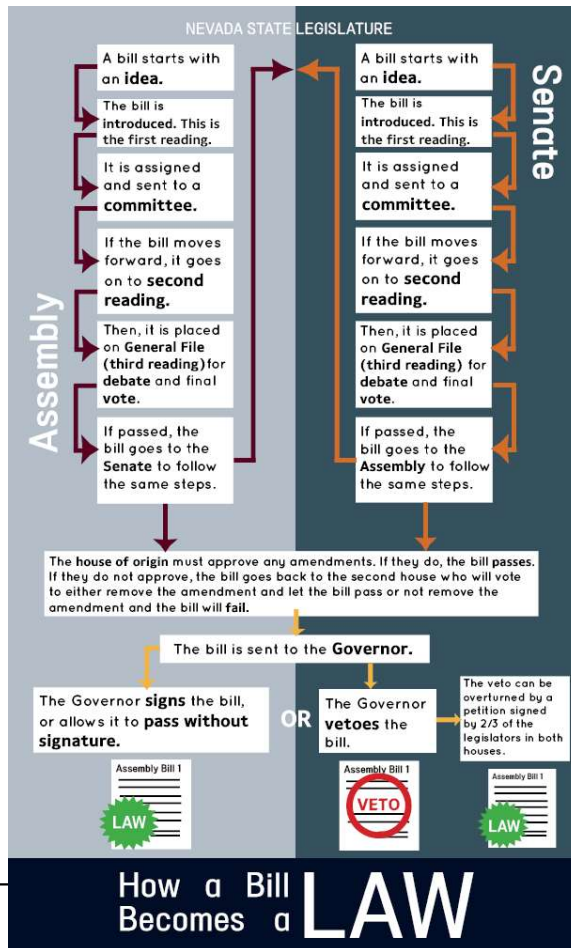 NEVADA STATE LEGISLATURE
Assembly
A bill starts with
an idea.
The bill is
introduced. This is
the first reading.
It is assigned
and sent to a
committee.
If the bill moves
forward, it goes
on to second
reading.
Then, it is placed
on General File
(third reading) for
debate and final
vote.
If passed, the
bill goes to the
Senate to follow
the same steps.
Senate
A bill starts with
an idea.
The bill is
introduced. This is
the first reading.
It is assigned
and sent to a
committee.
If the bill moves
forward, it goes
on to second
reading.
Then, it is placed
on General File
(third reading) for
debate and final
vote.
If passed, the
bill goes to the
Assembly to follow
the same steps.
The house of origin must approve any amendments. If they do, the bill passes.
If they do not approve, the bill goes back to the second house who will vote
to either remove the amendment and let the bill pass or not remove the
amendment and the bill will fail.
The bill is sent to the Governor.
The Governor signs the bill,
or allows it to pass without
signature.
OR
The Governor
vetoes the
bill.
The veto can be
overturned by a
petition signed
by 2/3 of the
legislators in both
houses.
Assembly Bill 1
LAW
Assembly Bill 1
VETO
Assembly Bill 1
LAW
How a Bill
Becomes a
LAW